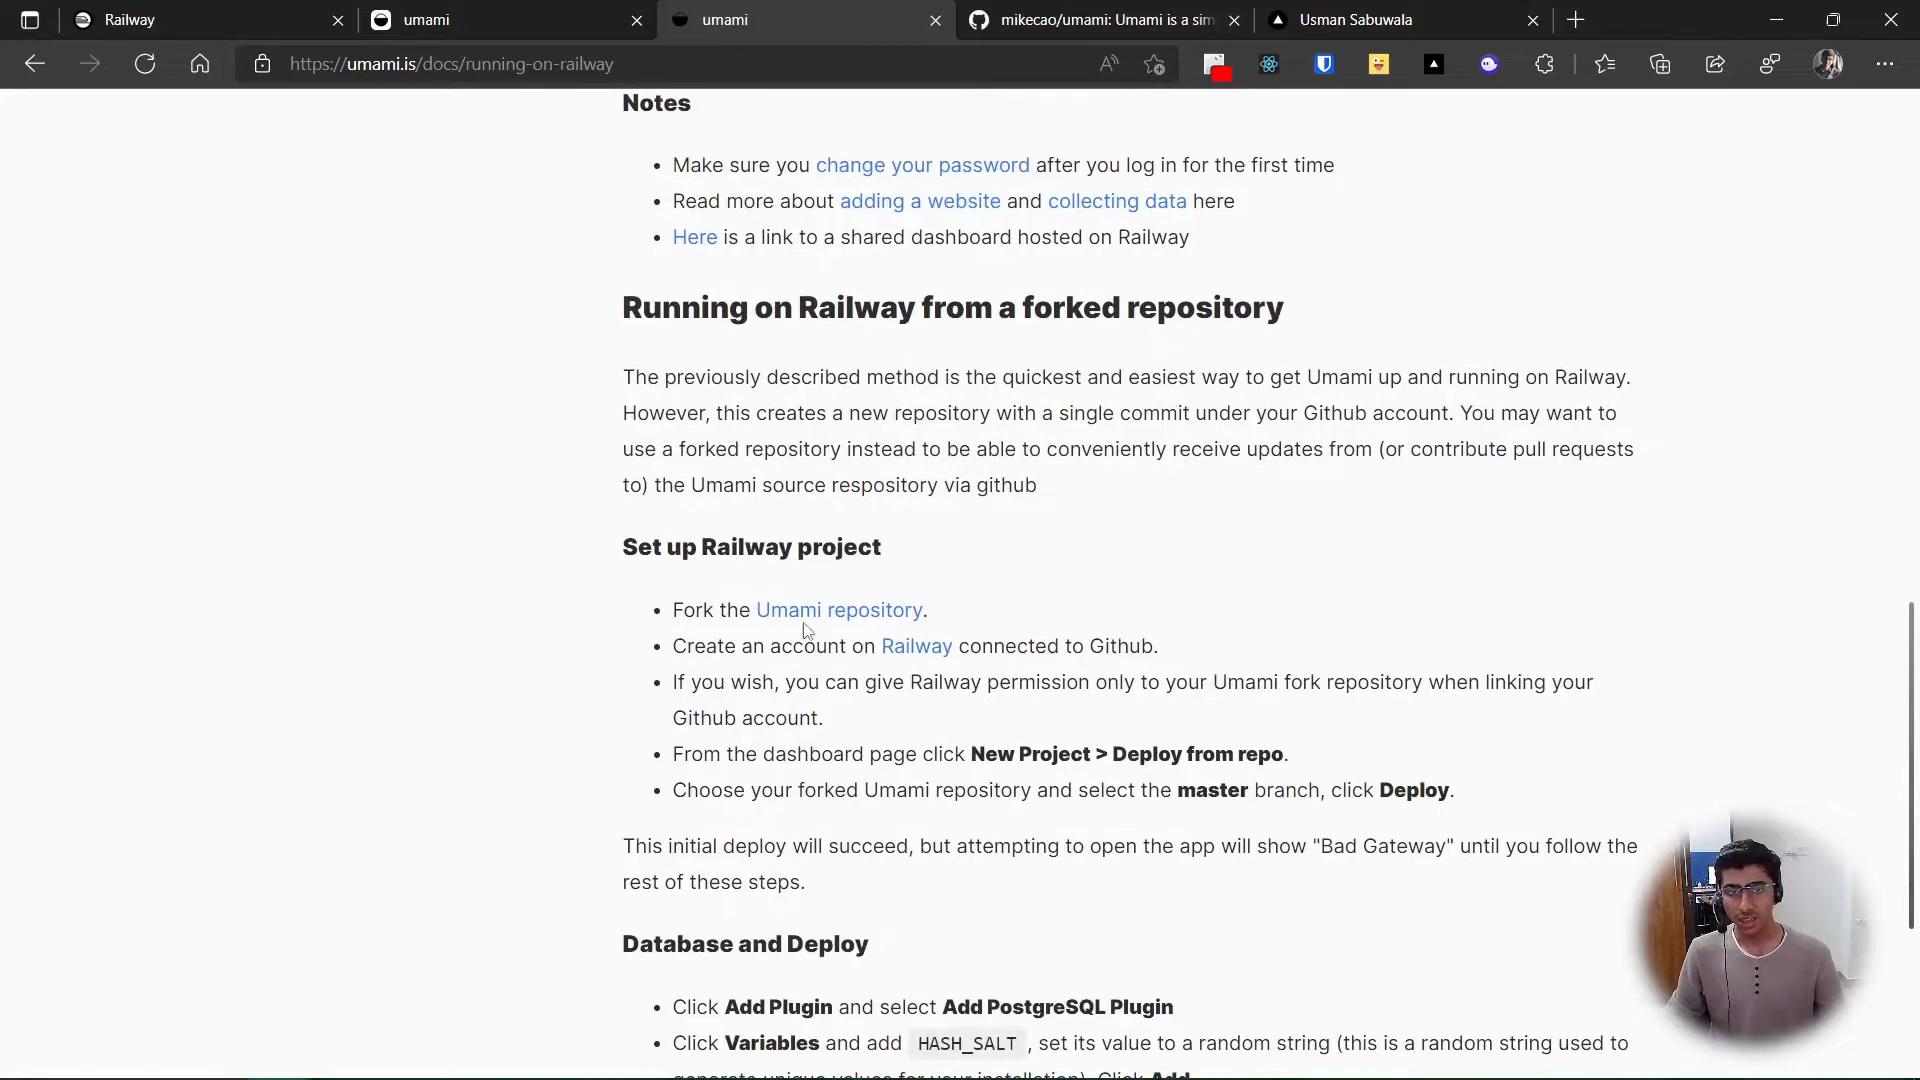 Railway
umami
umami
mikecao/umami: Umami is a sim
Usman Sabuwala
https://umami.is/docs/running-on-railway
Notes
Make sure you change your password after you log in for the first time
Read more about adding a website and collecting data here
Here is a link to a shared dashboard hosted on Railway
Running on Railway from a forked repository
The previously described method is the quickest and easiest way to get Umami up and running on Railway.
However, this creates a new repository with a single commit under your Github account. You may want to
use a forked repository instead to be able to conveniently receive updates from (or contribute pull requests
to) the Umami source respository via github
Set up Railway project
Fork the Umami repository.
Create an account on Railway connected to Github.
If you wish, you can give Railway permission only to your Umami fork repository when linking your
Github account.
From the dashboard page click New Project > Deploy from repo.
Choose your forked Umami repository and select the master branch, click Deploy.
This initial deploy will succeed, but attempting to open the app will show "Bad Gateway" until you follow the
rest of these steps.
Database and Deploy
Click Add Plugin and select Add PostgreSQL Plugin
Click Variables and add HASH_SALT, set its value to a random string (this is a random string used to
generate unique values for your installation). Click Add